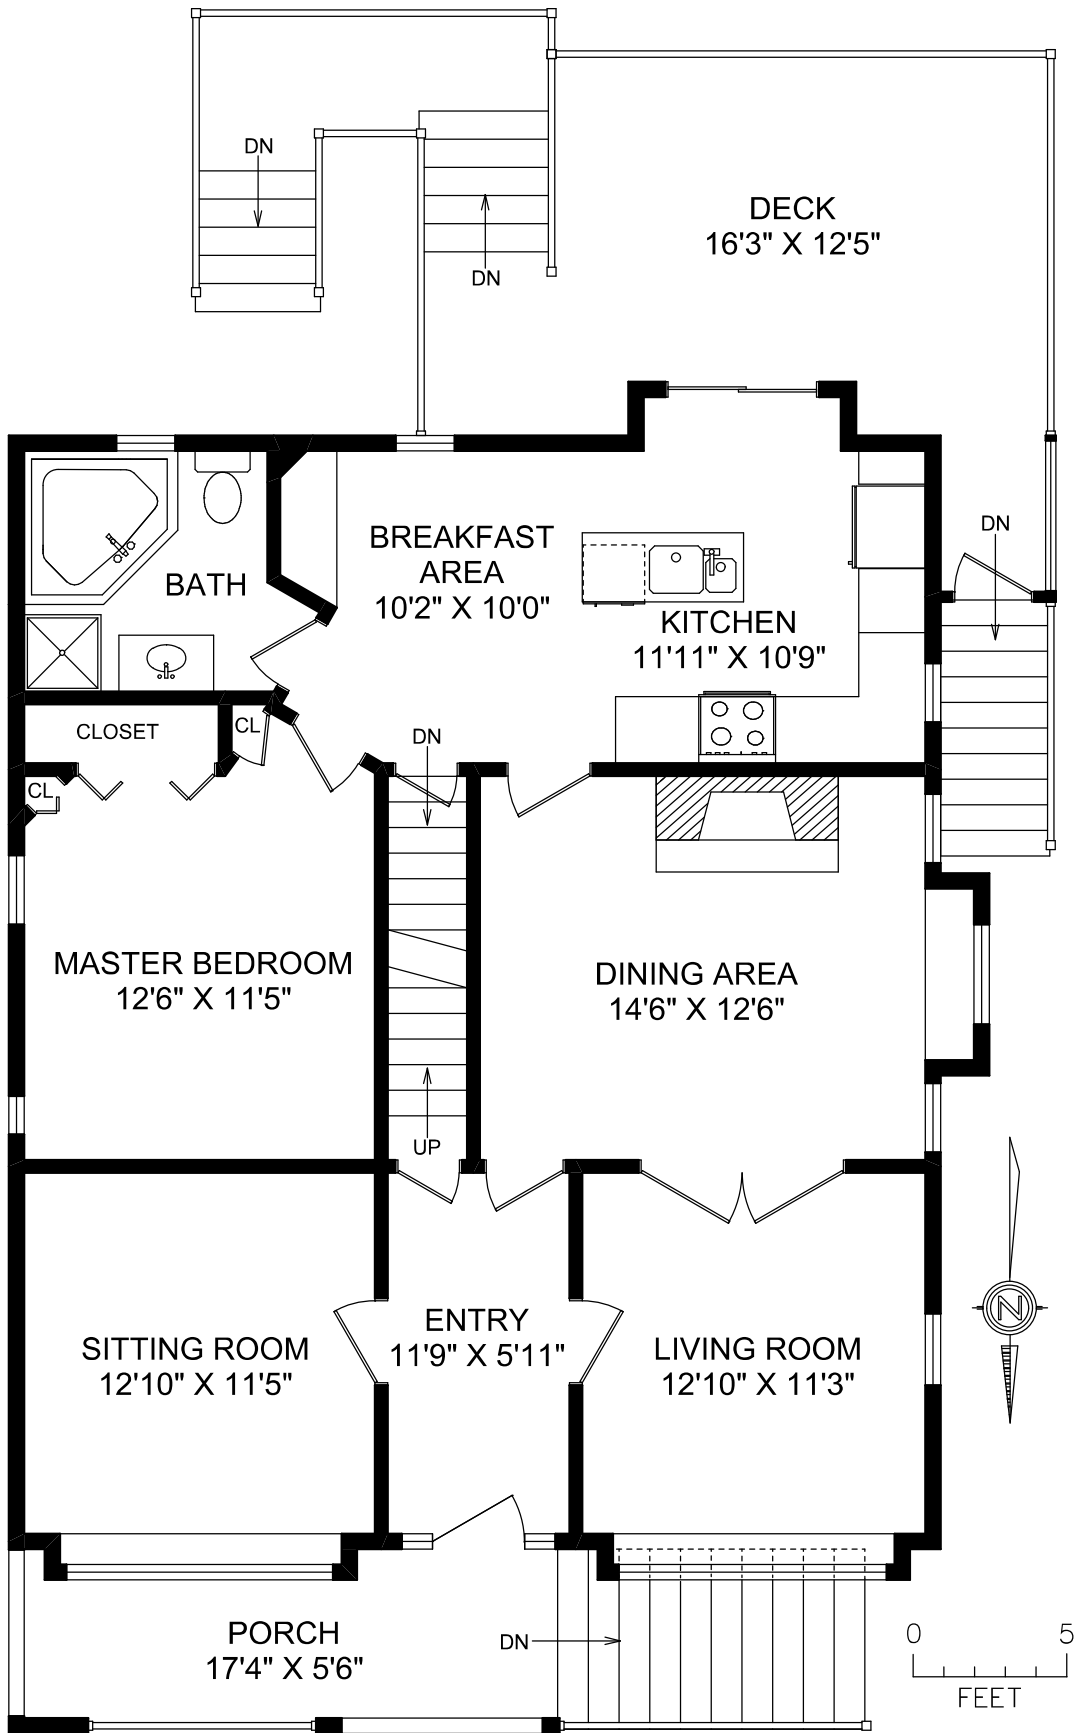 DN
DN
DECK
16'3" X 12'5"
DN
BREAKFAST
AREA
10'2" X 10'0"
BATH
KITCHEN
11'11" X 10'9"
CLOSET
CL
DN
CL
MASTER BEDROOM
12'6" X 11'5"
DINING AREA
14'6" X 12'6"
UP
N
SITTING ROOM
12'10" X 11'5"
ENTRY
11'9" X 5'11"
LIVING ROOM
12'10" X 11'3"
PORCH
17'4" X 5'6"
DN
0 5
FEET